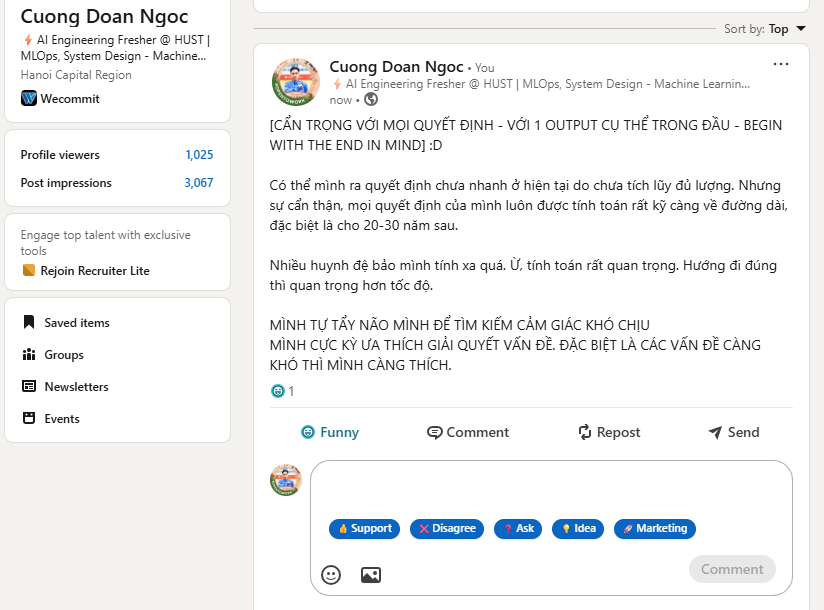 Cuong Doan Ngoc
⚡ AI Engineering Fresher @ HUST |
MLOps, System Design - Machine...
Hanoi Capital Region
Wecommit
Profile viewers 1,025
Post impressions 3,067
Engage top talent with exclusive
tools
Rejoin Recruiter Lite
Saved items
Groups
Newsletters
Events
Sort by: Top
Cuong Doan Ngoc • You
⚡ AI Engineering Fresher @ HUST | MLOps, System Design - Machine Learnin...
now •
[CẨN TRỌNG VỚI MỌI QUYẾT ĐỊNH - VỚI 1 OUTPUT CỤ THỂ TRONG ĐẦU - BEGIN
WITH THE END IN MIND] :D
Có thể mình ra quyết định chưa nhanh ở hiện tại do chưa tích lũy đủ lượng. Nhưng
sự cẩn thận, mọi quyết định của mình luôn được tính toán rất kỹ càng về đường dài,
đặc biệt là cho 20-30 năm sau.
Nhiều huynh đệ bảo mình tính xa quá. Ừ, tính toán rất quan trọng. Hướng đi đúng
thì quan trọng hơn tốc độ.
MÌNH TỰ TẨY NÃO MÌNH ĐỂ TÌM KIẾM CẢM GIÁC KHÓ CHỊU
MÌNH CỰC KỲ ƯA THÍCH GIẢI QUYẾT VẤN ĐỀ. ĐẶC BIỆT LÀ CÁC VẤN ĐỀ CÀNG
KHÓ THÌ MÌNH CÀNG THÍCH.
1
Funny Comment Repost Send
👍 Support ❌ Disagree ❓ Ask 💡 Idea 🚀 Marketing
Comment